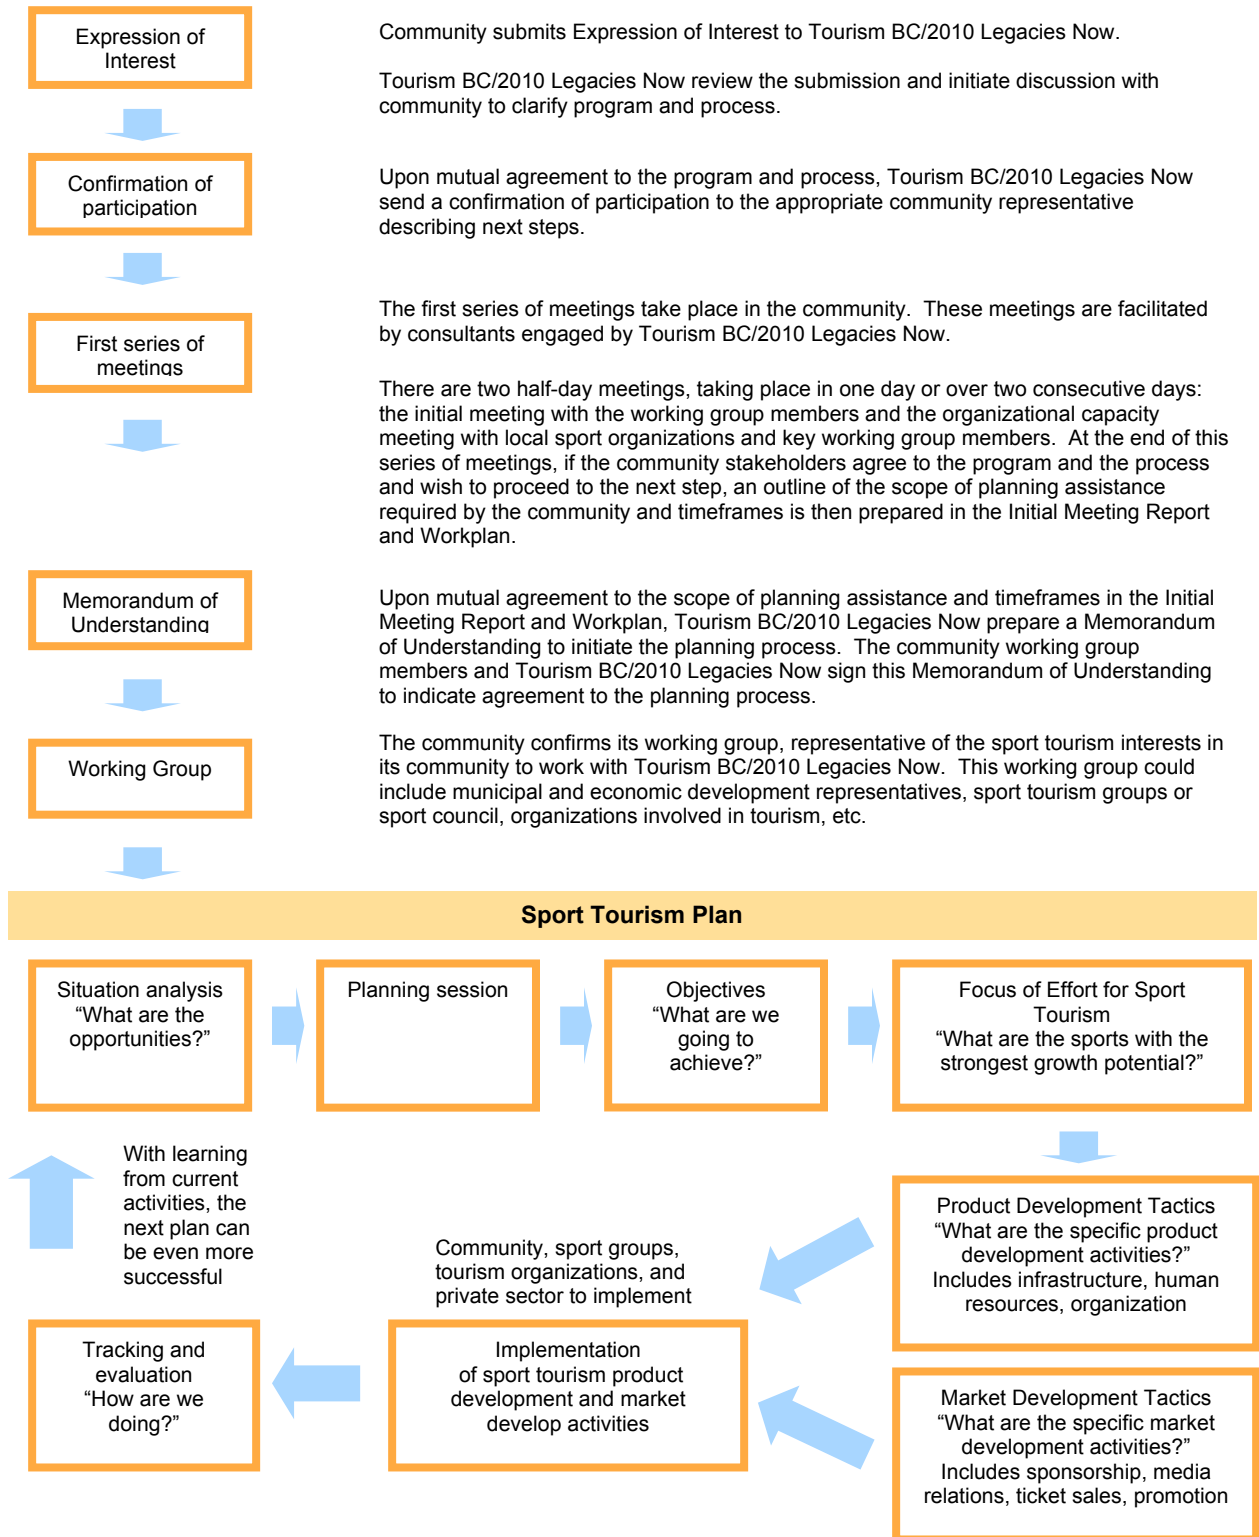 Expression of
Interest
Community submits Expression of Interest to Tourism BC/2010 Legacies Now.
Tourism BC/2010 Legacies Now review the submission and initiate discussion with
community to clarify program and process.
Confirmation of
participation
Upon mutual agreement to the program and process, Tourism BC/2010 Legacies Now
send a confirmation of participation to the appropriate community representative
describing next steps.
First series of
meetings
The first series of meetings take place in the community.  These meetings are facilitated
by consultants engaged by Tourism BC/2010 Legacies Now.
There are two half-day meetings, taking place in one day or over two consecutive days:
the initial meeting with the working group members and the organizational capacity
meeting with local sport organizations and key working group members.  At the end of this
series of meetings, if the community stakeholders agree to the program and the process
and wish to proceed to the next step, an outline of the scope of planning assistance
required by the community and timeframes is then prepared in the Initial Meeting Report
and Workplan.
Memorandum of
Understanding
Upon mutual agreement to the scope of planning assistance and timeframes in the Initial
Meeting Report and Workplan, Tourism BC/2010 Legacies Now prepare a Memorandum
of Understanding to initiate the planning process.  The community working group
members and Tourism BC/2010 Legacies Now sign this Memorandum of Understanding
to indicate agreement to the planning process.
Working Group
The community confirms its working group, representative of the sport tourism interests in
its community to work with Tourism BC/2010 Legacies Now.  This working group could
include municipal and economic development representatives, sport tourism groups or
sport council, organizations involved in tourism, etc.
Sport Tourism Plan
Situation analysis
“What are the
opportunities?”
Planning session
Objectives
“What are we
going to
achieve?”
Focus of Effort for Sport
Tourism
“What are the sports with the
strongest growth potential?”
With learning
from current
activities, the
next plan can
be even more
successful
Community, sport groups,
tourism organizations, and
private sector to implement
Product Development Tactics
“What are the specific product
development activities?”
Includes infrastructure, human
resources, organization
Tracking and
evaluation
“How are we
doing?”
Implementation
of sport tourism product
development and market
develop activities
Market Development Tactics
“What are the specific market
development activities?”
Includes sponsorship, media
relations, ticket sales, promotion